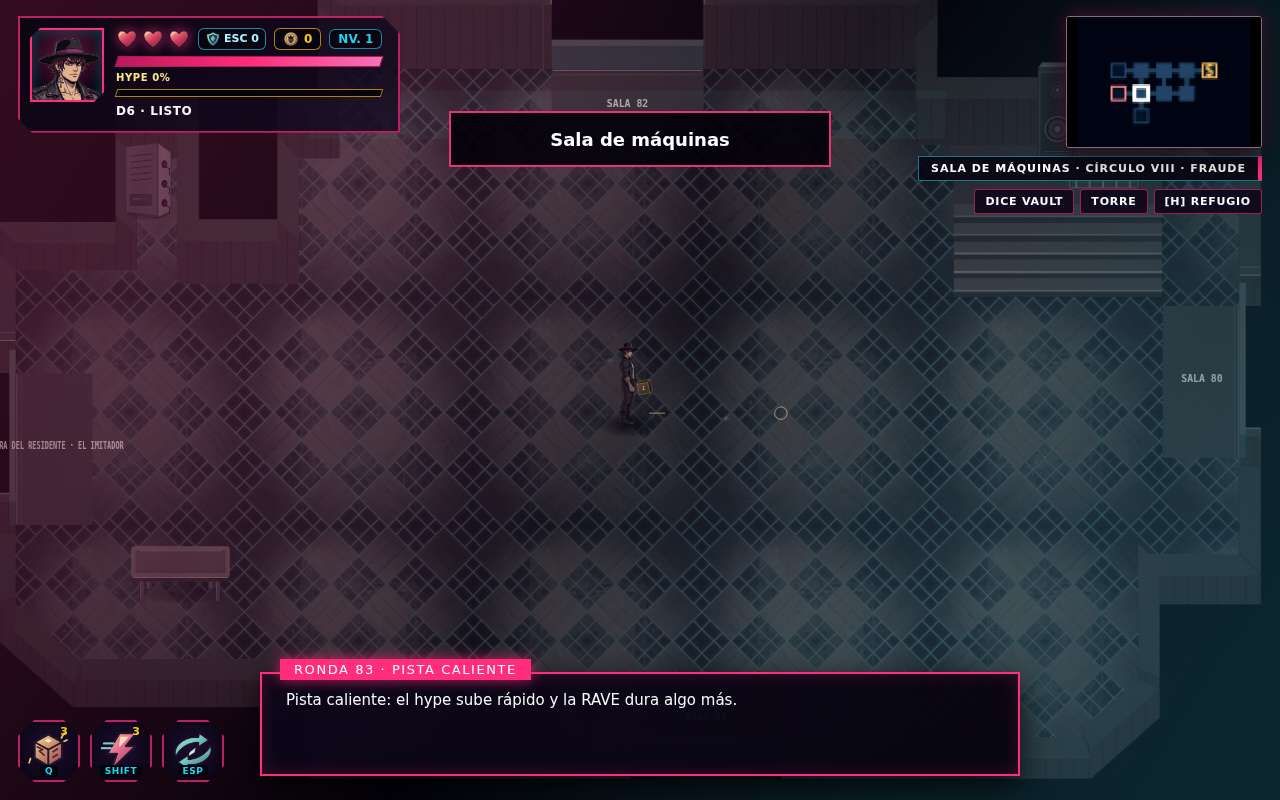 ESC 0
0
NV. 1
HYPE 0%
D6 · LISTO
SALA 82
Sala de máquinas
SALA DE MÁQUINAS · CÍRCULO VIII · FRAUDE
DICE VAULT
TORRE
[H] REFUGIO
SALA 80
RA DEL RESIDENTE · EL IMITADOR
RONDA 83 · PISTA CALIENTE
Pista caliente: el hype sube rápido y la RAVE dura algo más.
3
Q
3
SHIFT
ESP